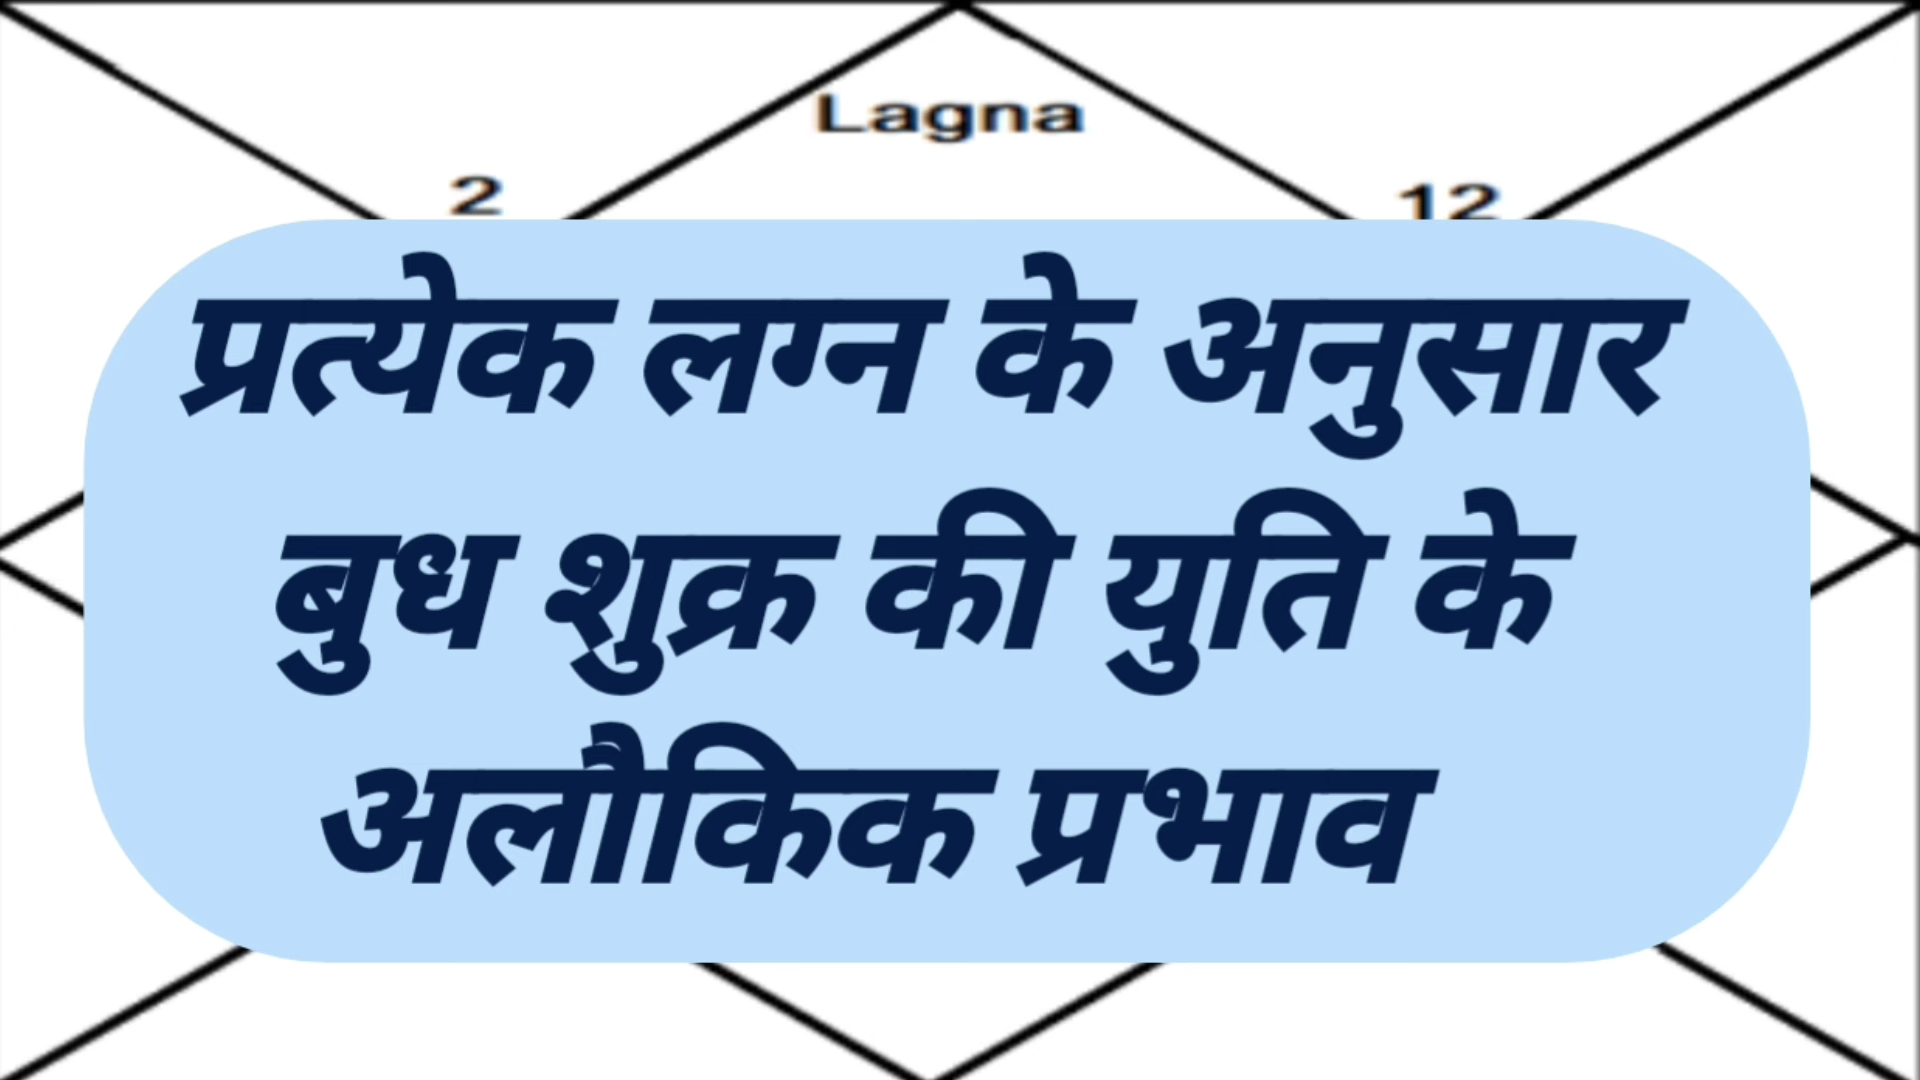 Lagna
2
12
प्रत्येक लग्न के अनुसार
बुध शुक्र की युति के
अलौकिक प्रभाव